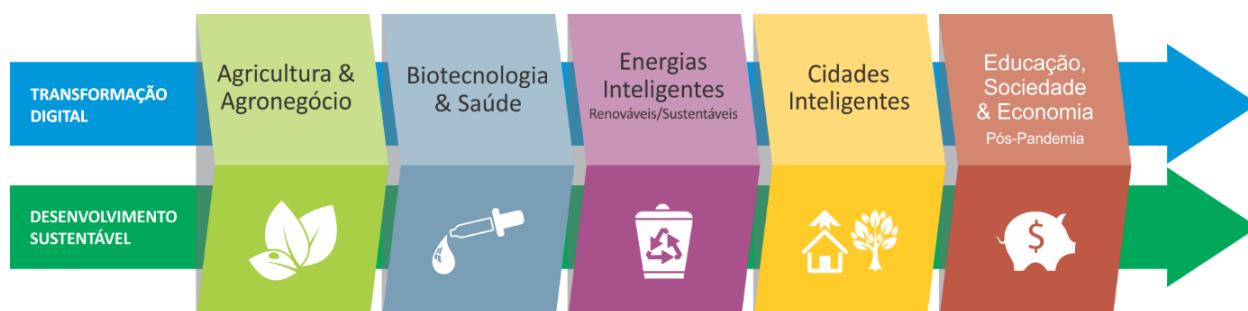 TRANSFORMAÇÃO
DIGITAL
Agricultura &
Agronegócio
Biotecnologia
& Saúde
Energias
Inteligentes
Renováveis/Sustentáveis
Cidades
Inteligentes
Educação,
Sociedade
& Economia
Pós-Pandemia
DESENVOLVIMENTO
SUSTENTÁVEL
$